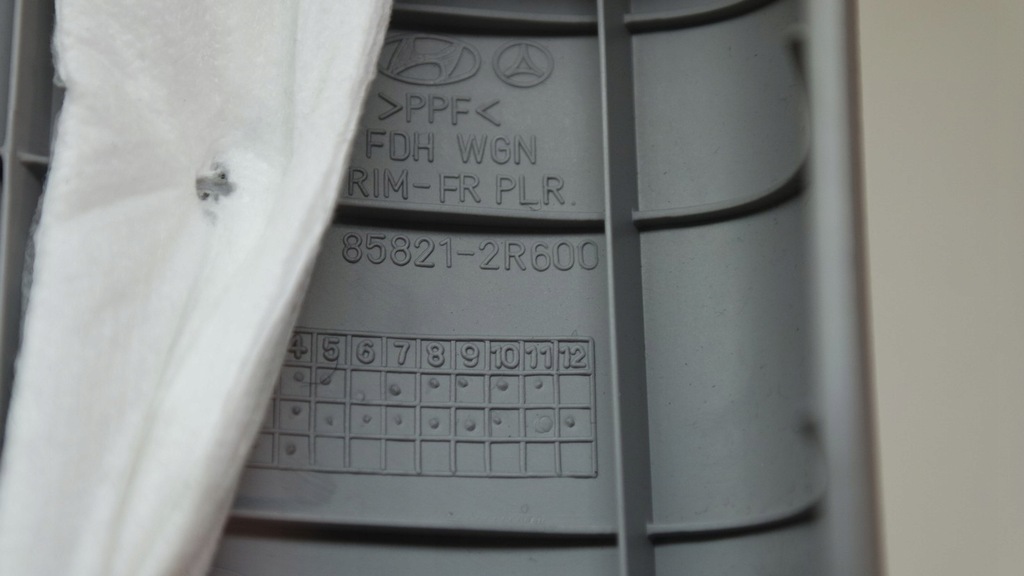 >PPF<
FDH WGN
RIM-FR PLR.
85821-2R600
4 5 6 7 8 9 10 11 12